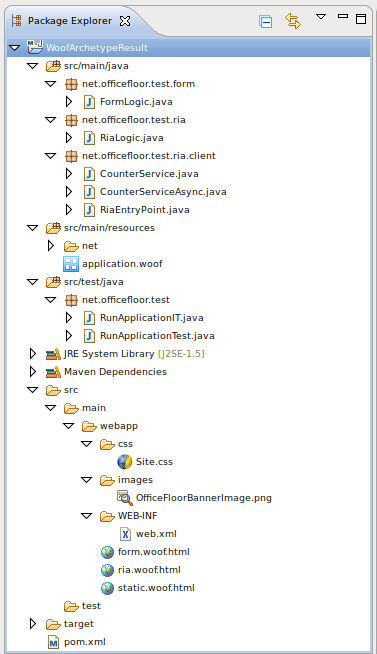 Package Explorer
WoofArchetypeResult
src/main/java
net.officefloor.test.form
FormLogic.java
net.officefloor.test.ria
RiaLogic.java
net.officefloor.test.ria.client
CounterService.java
CounterServiceAsync.java
RiaEntryPoint.java
src/main/resources
net
application.woof
src/test/java
net.officefloor.test
RunApplicationIT.java
RunApplicationTest.java
JRE System Library [J2SE-1.5]
Maven Dependencies
src
main
webapp
css
Site.css
images
OfficeFloorBannerImage.png
WEB-INF
web.xml
form.woof.html
ria.woof.html
static.woof.html
test
target
pom.xml